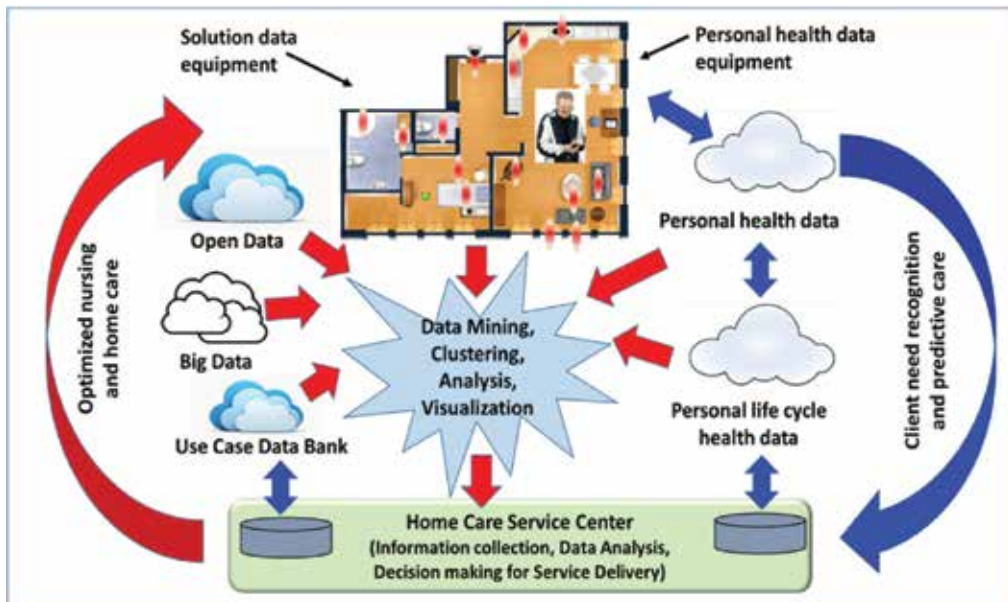 Solution data
equipment
Personal health data
equipment
Open Data
Personal health data
Optimized nursing
and home care
Client need recognition
and predictive care
Big Data
Data Mining,
Clustering,
Analysis,
Visualization
Use Case Data Bank
Personal life cycle
health data
Home Care Service Center
(Information collection, Data Analysis,
Decision making for Service Delivery)